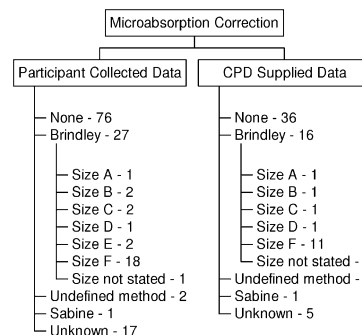 Microabsorption Correction
Participant Collected Data
None - 76
Brindley - 27
Size A - 1
Size B - 2
Size C - 2
Size D - 1
Size E - 2
Size F - 18
Size not stated - 1
Undefined method - 2
Sabine - 1
Unknown - 17
CPD Supplied Data
None - 36
Brindley - 16
Size A - 1
Size B - 1
Size C - 1
Size D - 1
Size F - 11
Size not stated -
Undefined method -
Sabine - 1
Unknown - 5